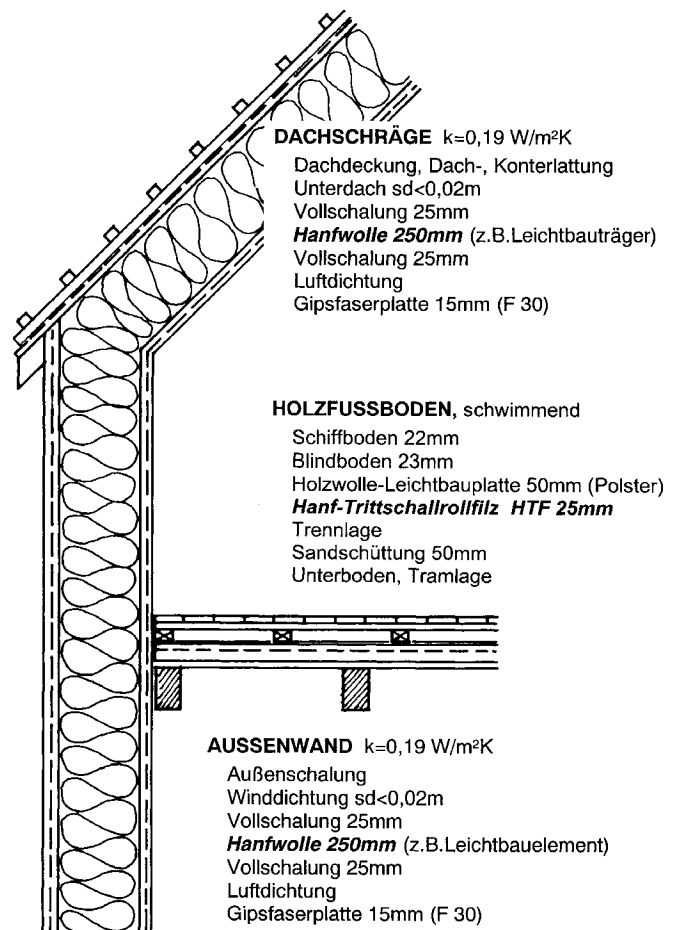 DACHSCHRÄGE k=0,19 W/m²K
Dachdeckung, Dach-, Konterlattung
Unterdach sd<0,02m
Vollschalung 25mm
Hanfwolle 250mm (z.B.Leichtbauträger)
Vollschalung 25mm
Luftdichtung
Gipsfaserplatte 15mm (F 30)
HOLZFUSSBODEN, schwimmend
Schiffboden 22mm
Blindboden 23mm
Holzwolle-Leichtbauplatte 50mm (Polster)
Hanf-Trittschallrollfilz HTF 25mm
Trennlage
Sandschüttung 50mm
Unterboden, Tramlage
AUSSENWAND k=0,19 W/m²K
Außenschalung
Winddichtung sd<0,02m
Vollschalung 25mm
Hanfwolle 250mm (z.B.Leichtbauelement)
Vollschalung 25mm
Luftdichtung
Gipsfaserplatte 15mm (F 30)